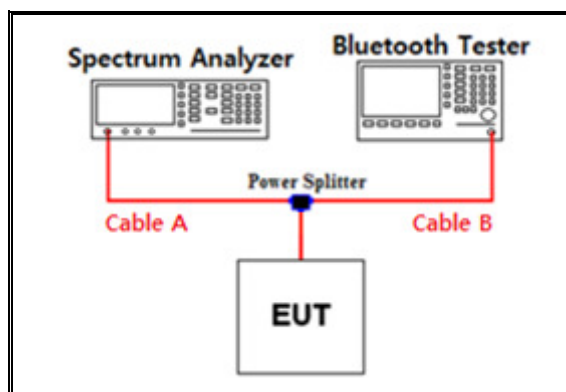 Spectrum Analyzer
Bluetooth Tester
Power Splitter
Cable A
Cable B
EUT